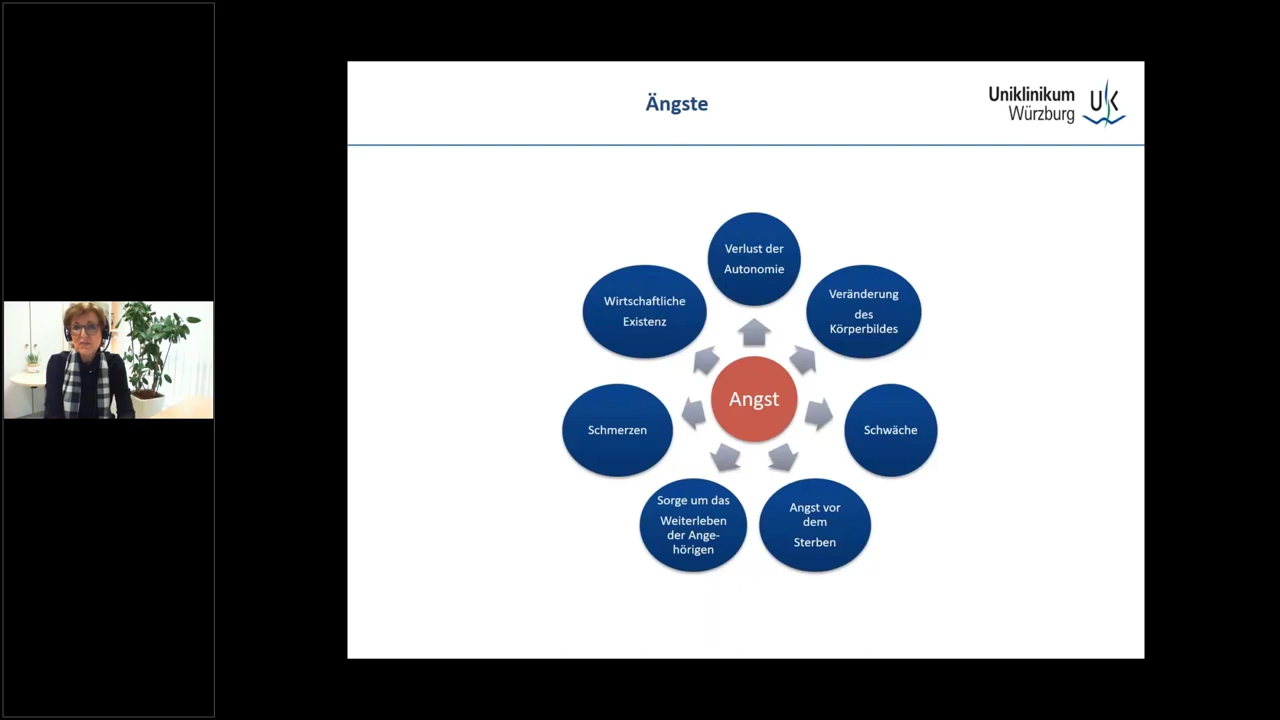 Ängste
Uniklinikum
Würzburg
UK
Verlust der
Autonomie
Veränderung
des
Körperbildes
Schwäche
Angst vor
dem
Sterben
Sorge um das
Weiterleben
der Ange-
hörigen
Schmerzen
Wirtschaftliche
Existenz
Angst